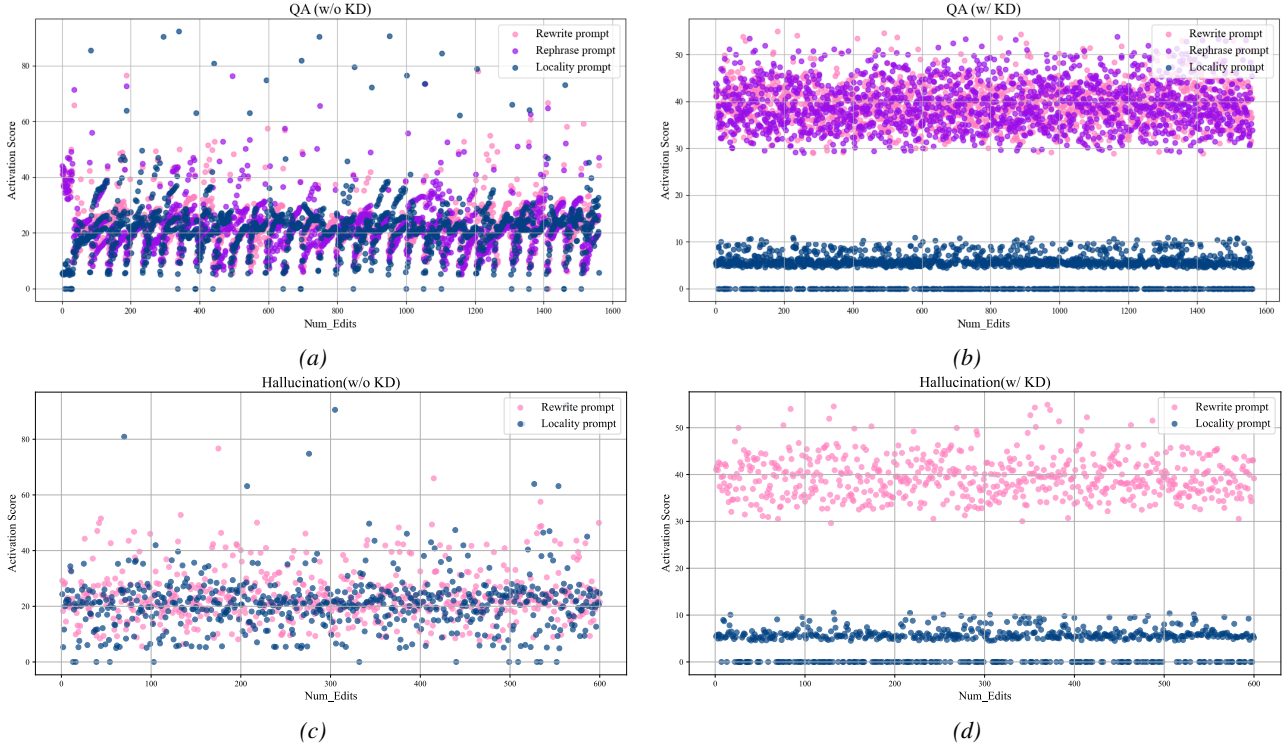 QA (w/o KD)
Rewrite prompt
Rephrase prompt
Locality prompt
Activation Score
80
60
40
20
0
0 200 400 600 800 1000 1200 1400 1600
Num_Edits
(a)
QA (w/ KD)
Rewrite prompt
Rephrase prompt
Locality prompt
Activation Score
50
40
30
20
10
0
0 200 400 600 800 1000 1200 1400 1600
Num_Edits
(b)
Hallucination(w/o KD)
Rewrite prompt
Locality prompt
Activation Score
80
60
40
20
0
0 100 200 300 400 500 600
Num_Edits
(c)
Hallucination(w/ KD)
Rewrite prompt
Locality prompt
Activation Score
50
40
30
20
10
0
0 100 200 300 400 500 600
Num_Edits
(d)